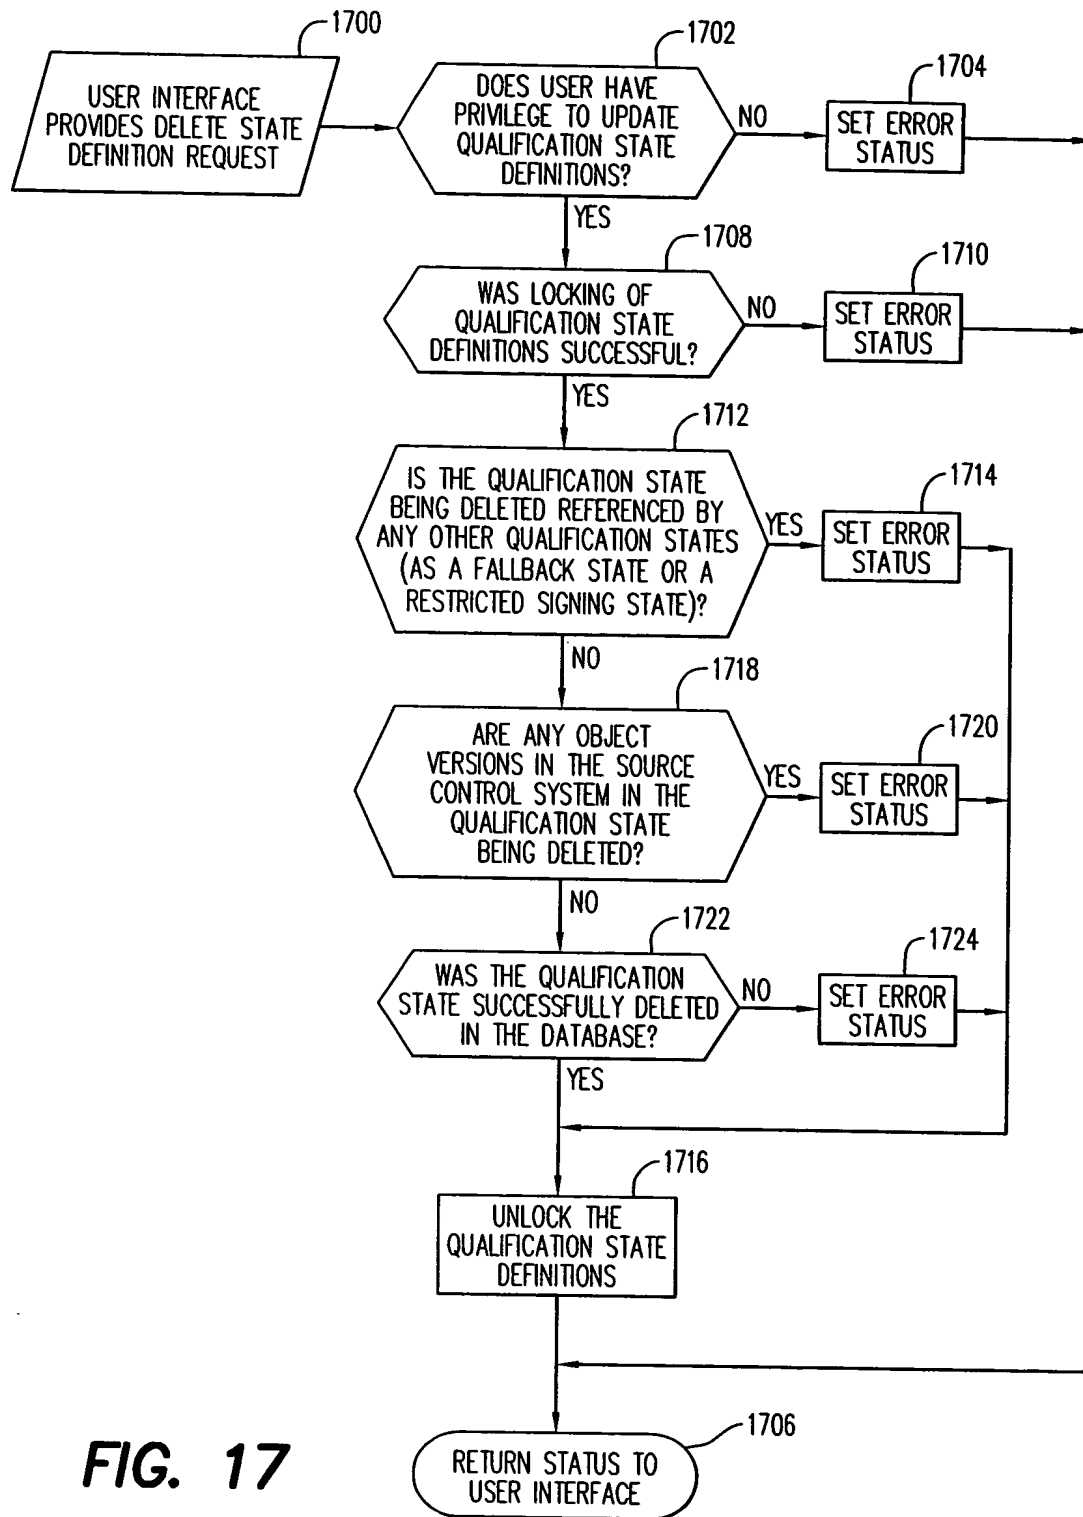 1700
USER INTERFACE
PROVIDES DELETE STATE
DEFINITION REQUEST
1702
DOES USER HAVE
PRIVILEGE TO UPDATE
QUALIFICATION STATE
DEFINITIONS?
NO
1704
SET ERROR
STATUS
YES
1708
WAS LOCKING OF
QUALIFICATION STATE
DEFINITIONS SUCCESSFUL?
NO
1710
SET ERROR
STATUS
YES
1712
IS THE QUALIFICATION STATE
BEING DELETED REFERENCED BY
ANY OTHER QUALIFICATION STATES
(AS A FALLBACK STATE OR A
RESTRICTED SIGNING STATE)?
YES
1714
SET ERROR
STATUS
NO
1718
ARE ANY OBJECT
VERSIONS IN THE SOURCE
CONTROL SYSTEM IN THE
QUALIFICATION STATE
BEING DELETED?
YES
1720
SET ERROR
STATUS
NO
1722
WAS THE QUALIFICATION
STATE SUCCESSFULLY DELETED
IN THE DATABASE?
NO
1724
SET ERROR
STATUS
YES
1716
UNLOCK THE
QUALIFICATION STATE
DEFINITIONS
1706
RETURN STATUS TO
USER INTERFACE
FIG. 17